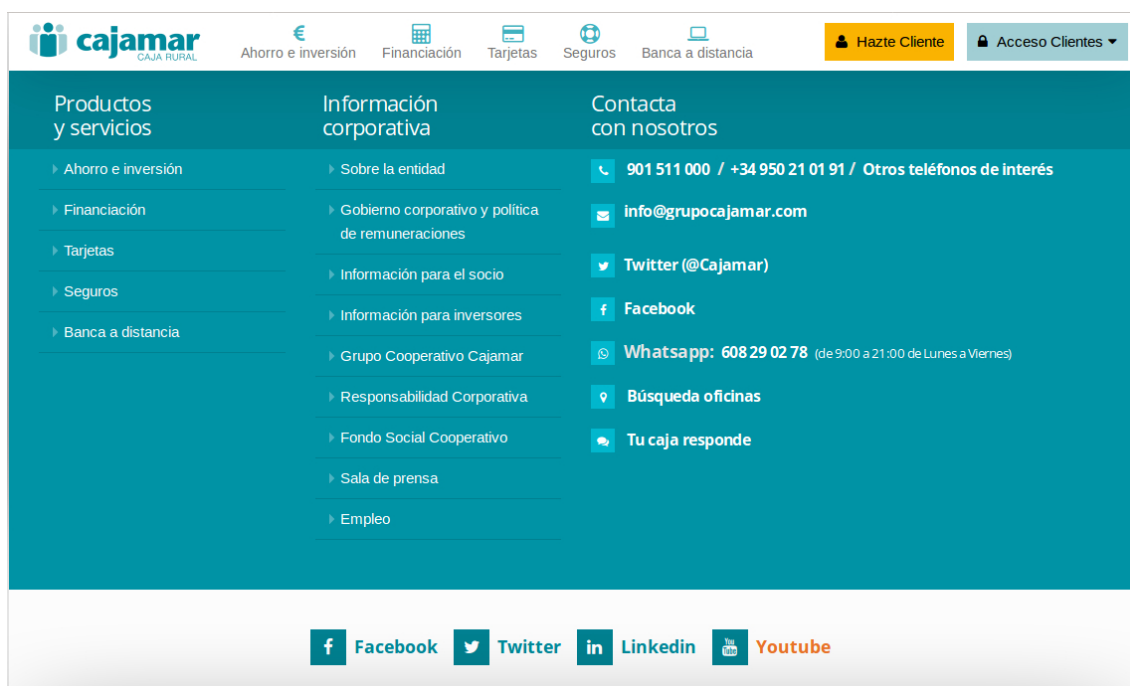 cajamar
CAJA RURAL
Ahorro e inversión
Financiación
Tarjetas
Seguros
Banca a distancia
Hazte Cliente
Acceso Clientes
Productos
y servicios
Ahorro e inversión
Financiación
Tarjetas
Seguros
Banca a distancia
Información
corporativa
Sobre la entidad
Gobierno corporativo y política
de remuneraciones
Información para el socio
Información para inversores
Grupo Cooperativo Cajamar
Responsabilidad Corporativa
Fondo Social Cooperativo
Sala de prensa
Empleo
Contacta
con nosotros
901 511 000 / +34 950 21 01 91 / Otros teléfonos de interés
info@grupocajamar.com
Twitter (@Cajamar)
Facebook
Whatsapp: 608 29 02 78 (de 9:00 a 21:00 de Lunes a Viernes)
Búsqueda oficinas
Tu caja responde
Facebook
Twitter
Linkedin
You
Tube
Youtube